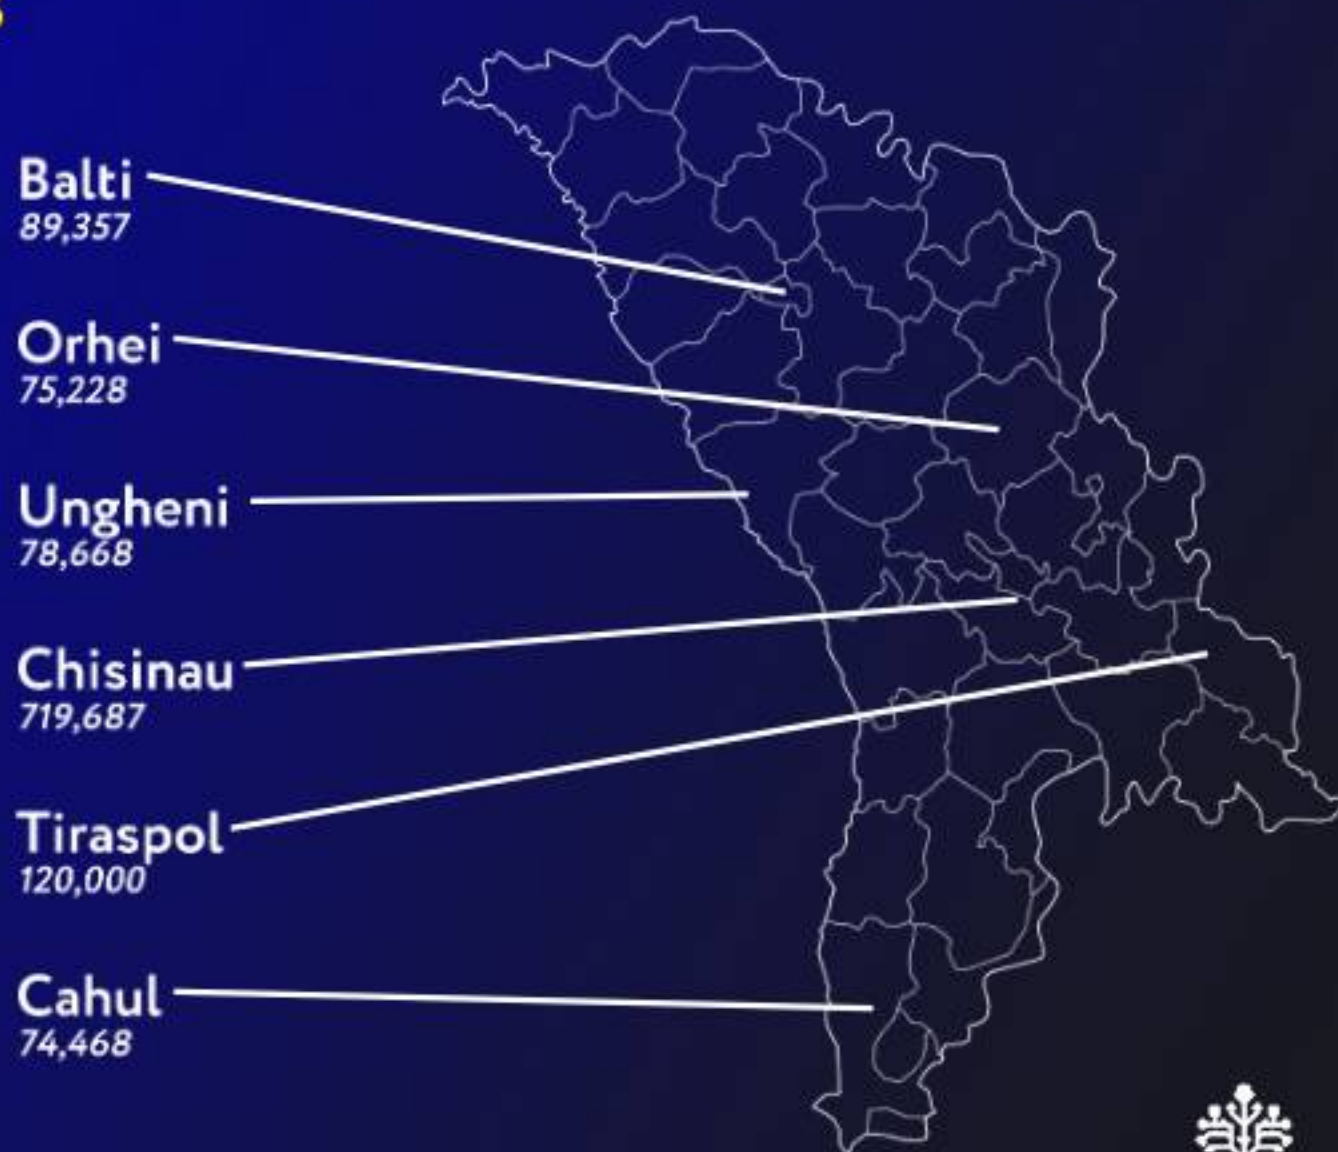 Balti
89,357
Orhei
75,228
Ungheni
78,668
Chisinau
719,687
Tiraspol
120,000
Cahul
74,468